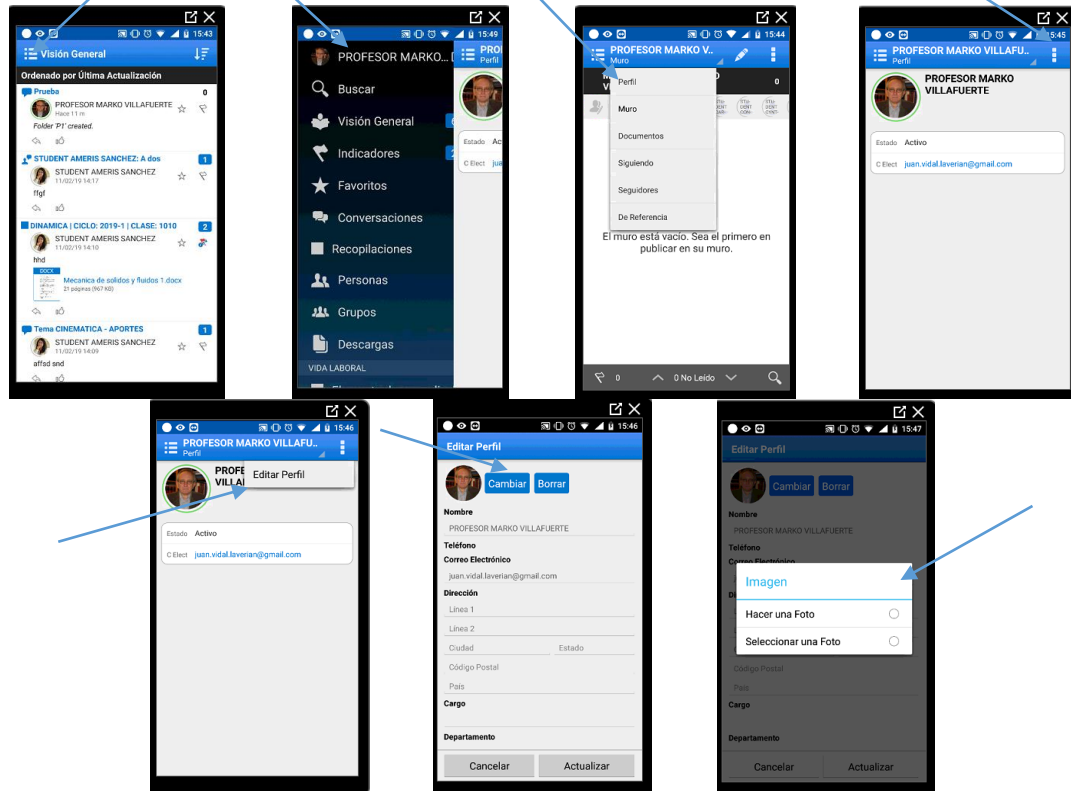 15:43
Visión General
Ordenado por Última Actualización
Prueba 0
PROFESOR MARKO VILLAFUERTE
Hace 11 m
Folder 'P1' created.
STUDENT AMERIS SANCHEZ: A dos 1
STUDENT AMERIS SANCHEZ
11/02/19 14:17
ffgf
DINAMICA | CICLO: 2019-1 | CLASE: 1010 2
STUDENT AMERIS SANCHEZ
11/02/19 14:10
hhd
DOCX
Mecanica de solidos y fluidos 1.docx
21 páginas (967 KB)
Tema CINEMATICA - APORTES 1
STUDENT AMERIS SANCHEZ
11/02/19 14:09
affsd snd
15:49
PROFESOR MARKO...
Buscar
Visión General
Indicadores
Favoritos
Conversaciones
Recopilaciones
Personas
Grupos
Descargas
VIDA LABORAL
Perfil
Estado
C Elect
15:44
PROFESOR MARKO V..
Muro
0
Perfil
Muro
Documentos
Siguiendo
Seguidores
De Referencia
El muro está vacío. Sea el primero en
publicar en su muro.
0 0 No Leído
15:45
PROFESOR MARKO VILLAFU..
Perfil
PROFESOR MARKO
VILLAFUERTE
Estado Activo
C Elect juan.vidal.laverian@gmail.com
15:46
PROFESOR MARKO VILLAFU..
Perfil
Editar Perfil
Estado Activo
C Elect juan.vidal.laverian@gmail.com
15:46
Editar Perfil
Cambiar Borrar
Nombre
PROFESOR MARKO VILLAFUERTE
Teléfono
Correo Electrónico
juan.vidal.laverian@gmail.com
Dirección
Línea 1
Línea 2
Ciudad Estado
Código Postal
País
Cargo
Departamento
Cancelar Actualizar
15:47
Editar Perfil
Cambiar Borrar
Nombre
PROFESOR MARKO VILLAFUERTE
Teléfono
Correo Electrónico
Imagen
Hacer una Foto
Seleccionar una Foto
Código Postal
País
Cargo
Departamento
Cancelar Actualizar